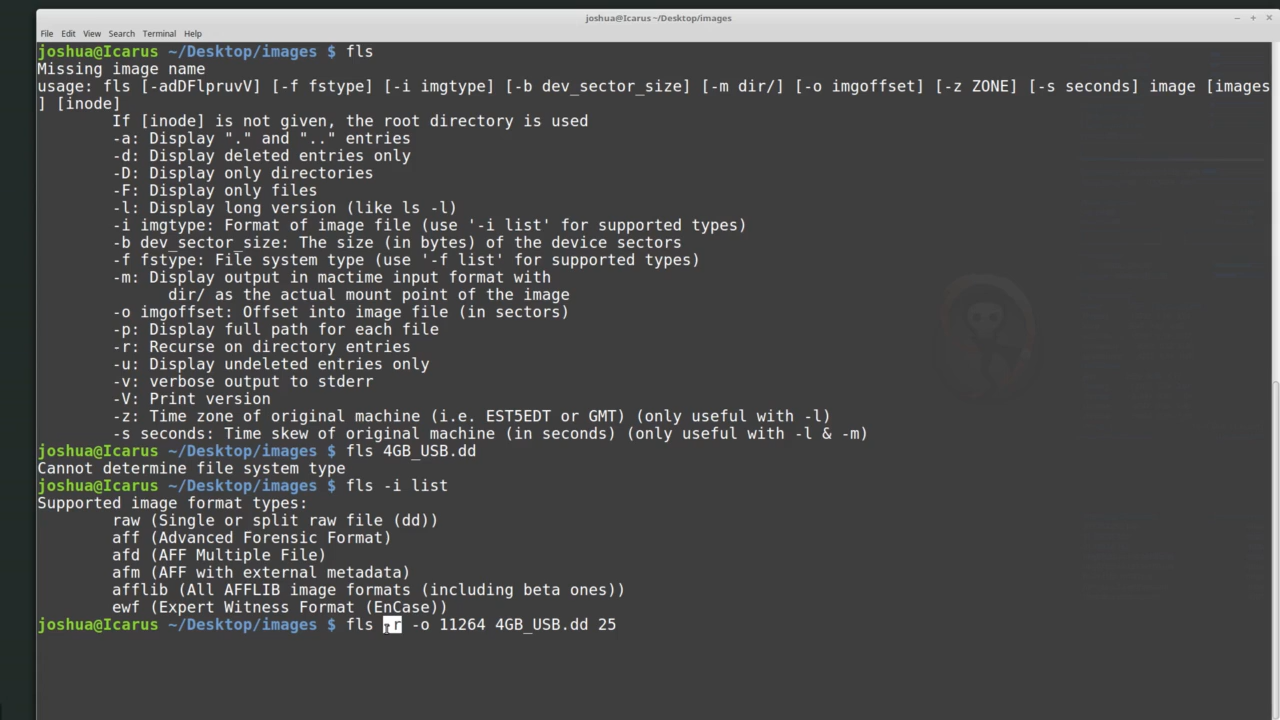 joshua@Icarus ~/Desktop/images
File Edit View Search Terminal Help
joshua@Icarus ~/Desktop/images $ fls
Missing image name
usage: fls [-adDFlpruvV] [-f fstype] [-i imgtype] [-b dev_sector_size] [-m dir/] [-o imgoffset] [-z ZONE] [-s seconds] image [images
] [inode]
If [inode] is not given, the root directory is used
-a: Display "." and ".." entries
-d: Display deleted entries only
-D: Display only directories
-F: Display only files
-l: Display long version (like ls -l)
-i imgtype: Format of image file (use '-i list' for supported types)
-b dev_sector_size: The size (in bytes) of the device sectors
-f fstype: File system type (use '-f list' for supported types)
-m: Display output in mactime input format with
dir/ as the actual mount point of the image
-o imgoffset: Offset into image file (in sectors)
-p: Display full path for each file
-r: Recurse on directory entries
-u: Display undeleted entries only
-v: verbose output to stderr
-V: Print version
-z: Time zone of original machine (i.e. EST5EDT or GMT) (only useful with -l)
-s seconds: Time skew of original machine (in seconds) (only useful with -l & -m)
joshua@Icarus ~/Desktop/images $ fls 4GB_USB.dd
Cannot determine file system type
joshua@Icarus ~/Desktop/images $ fls -i list
Supported image format types:
raw (Single or split raw file (dd))
aff (Advanced Forensic Format)
afd (AFF Multiple File)
afm (AFF with external metadata)
afflib (All AFFLIB image formats (including beta ones))
ewf (Expert Witness Format (EnCase))
joshua@Icarus ~/Desktop/images $ fls -r -o 11264 4GB_USB.dd 25